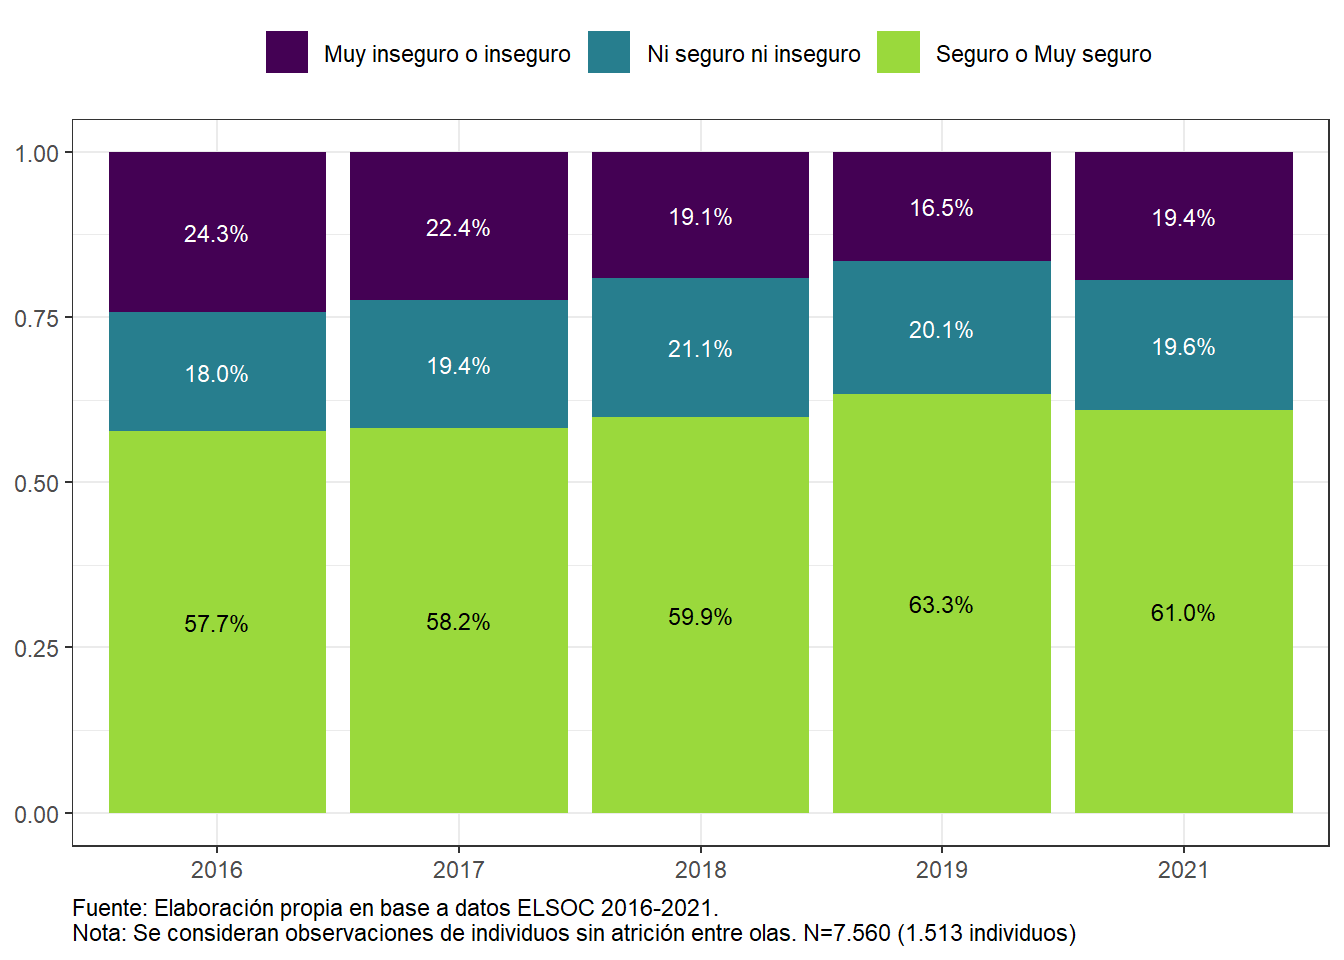 Muy inseguro o inseguro Ni seguro ni inseguro Seguro o Muy seguro
1.00
0.75
0.50
0.25
0.00
24.3% 22.4% 19.1% 16.5% 19.4%
18.0% 19.4% 21.1% 20.1% 19.6%
57.7% 58.2% 59.9% 63.3% 61.0%
2016 2017 2018 2019 2021
Fuente: Elaboración propia en base a datos ELSOC 2016-2021.
Nota: Se consideran observaciones de individuos sin atrición entre olas. N=7.560 (1.513 individuos)